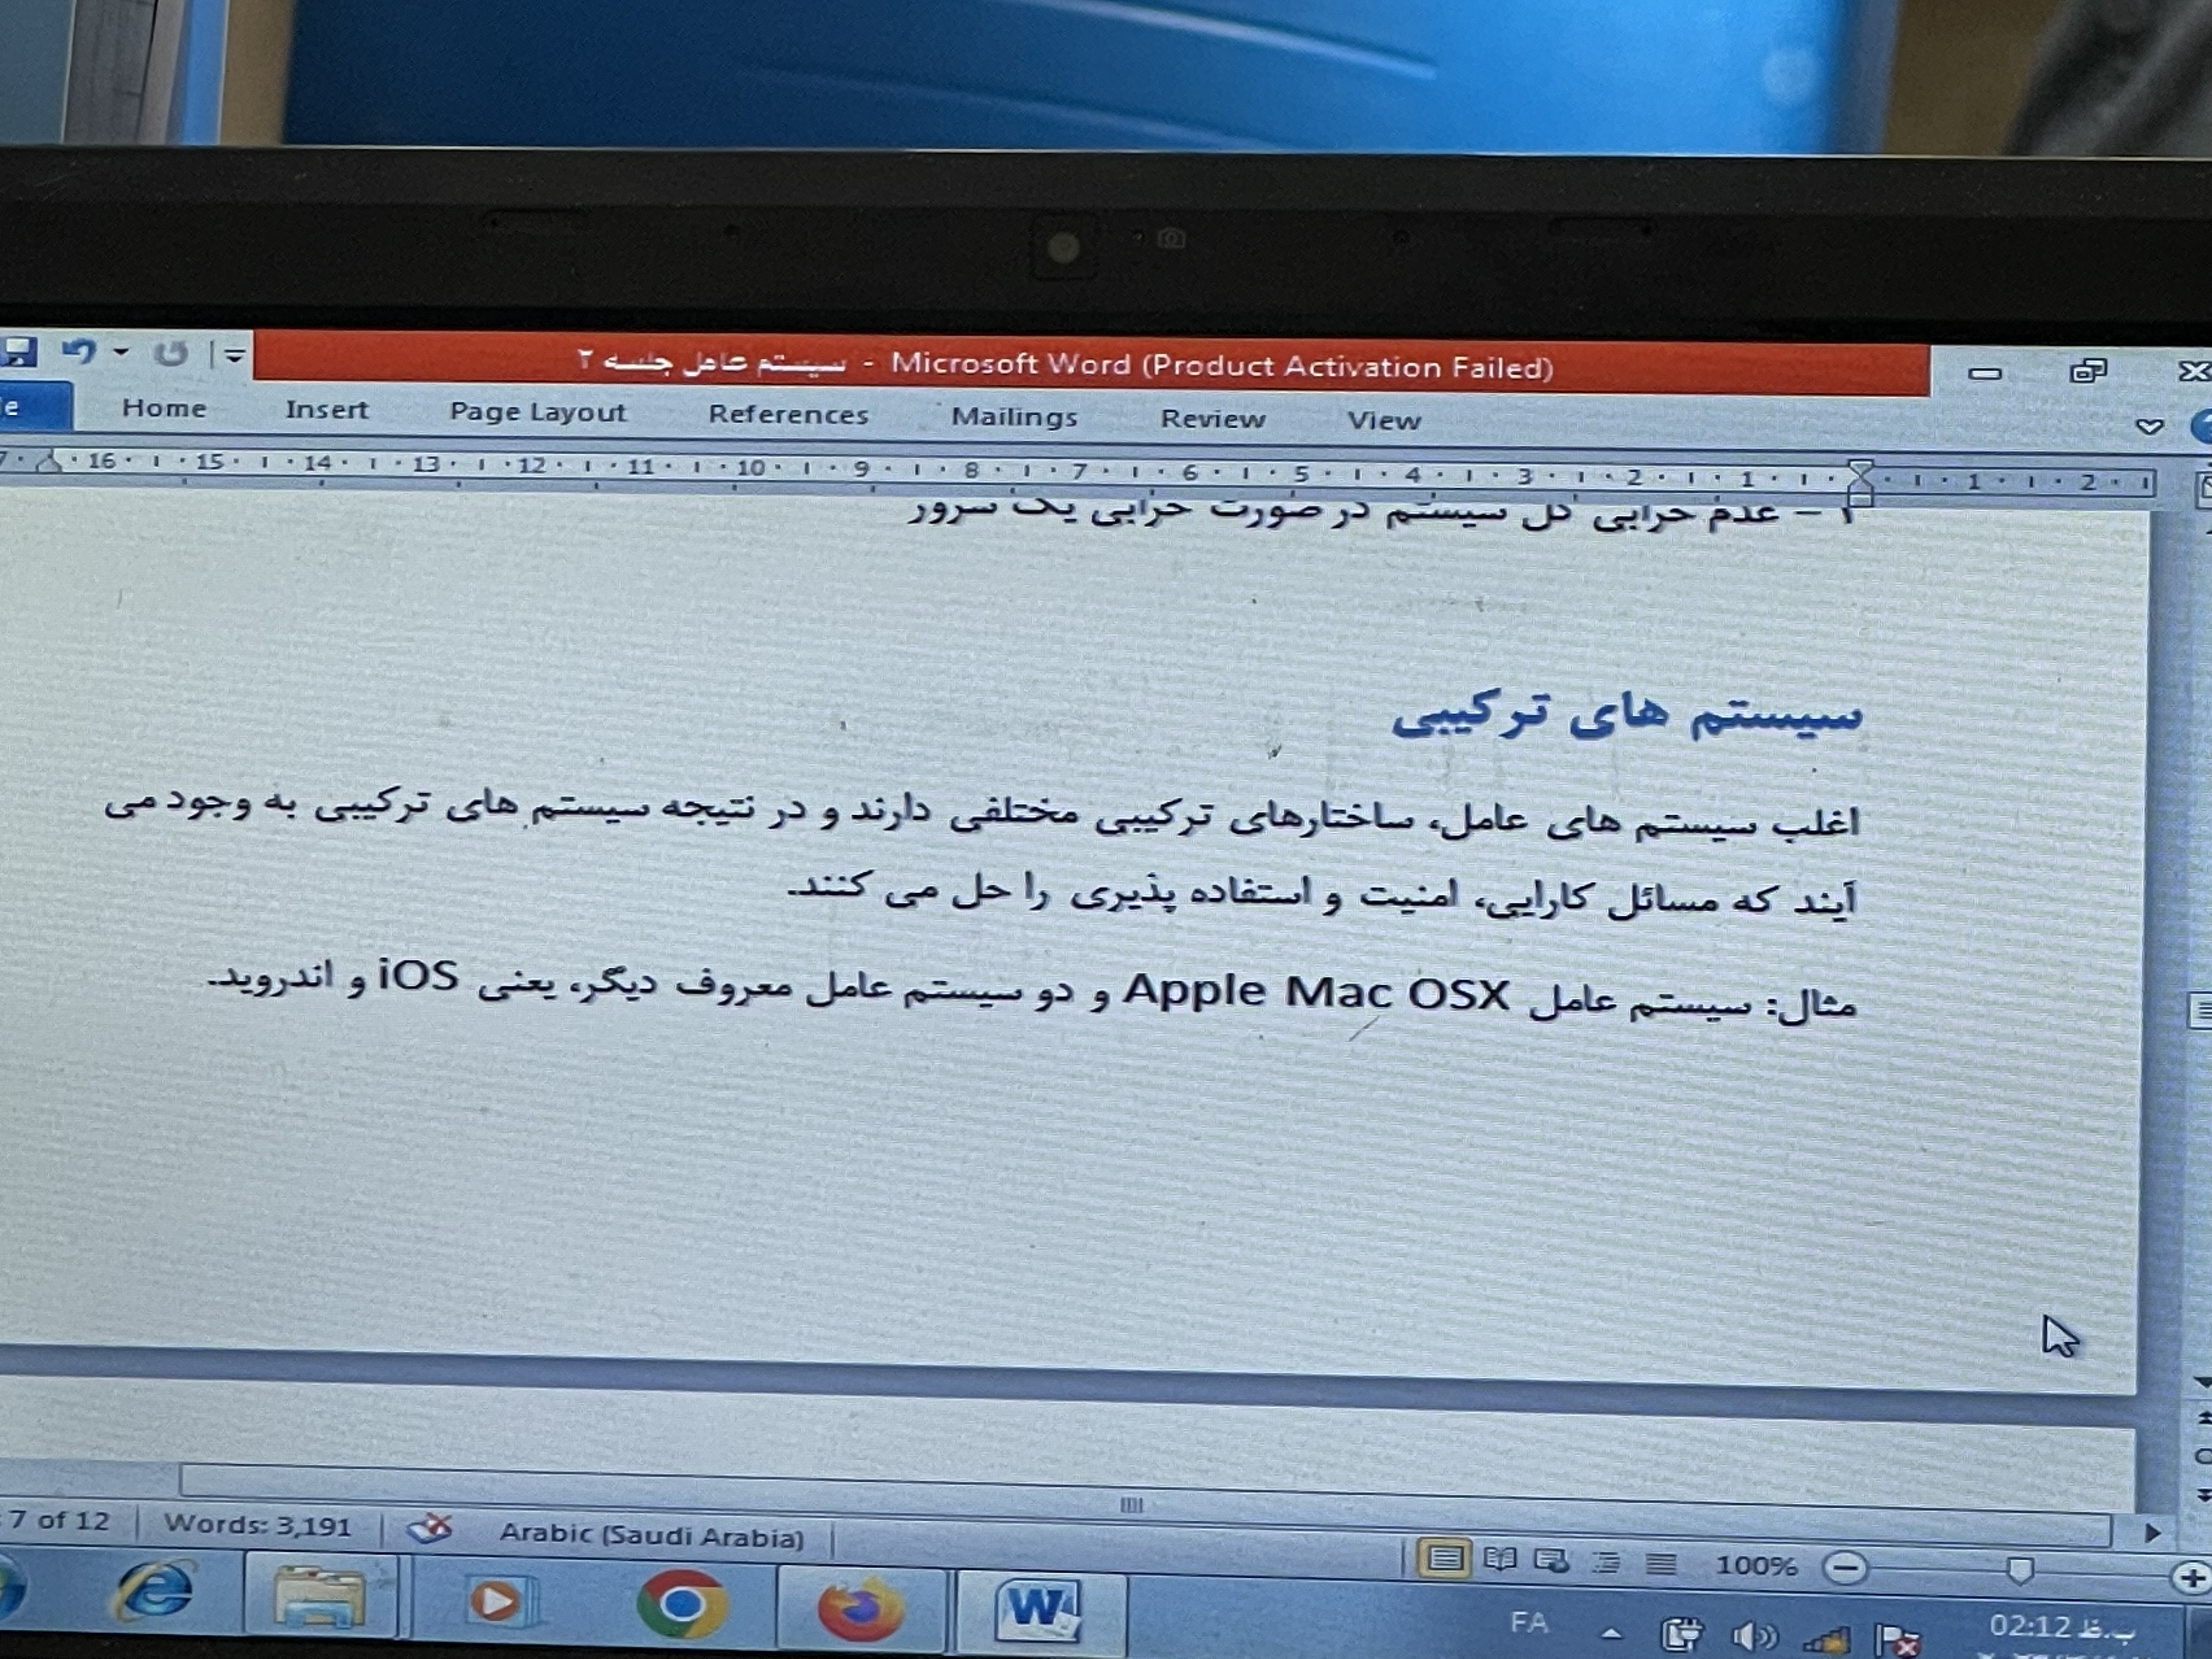 سیستم عامل جلسه ۲ - Microsoft Word (Product Activation Failed)
Home Insert Page Layout References Mailings Review View
16 15 14 13 12 11 10 9 8 7 6 5 4 3 2 1 1 2
– عدم خرابی کل سیستم در صورت خرابی یک سرور
سیستم های ترکیبی
اغلب سیستم های عامل، ساختارهای ترکیبی مختلفی دارند و در نتیجه سیستم های ترکیبی به وجود می
آیند که مسائل کارایی، امنیت و استفاده پذیری را حل می کنند.
مثال: سیستم عامل Apple Mac OSX و دو سیستم عامل معروف دیگر، یعنی iOS و اندروید.
7 of 12 Words: 3,191 Arabic (Saudi Arabia) 100%
W FA 02:12 ب.ظ